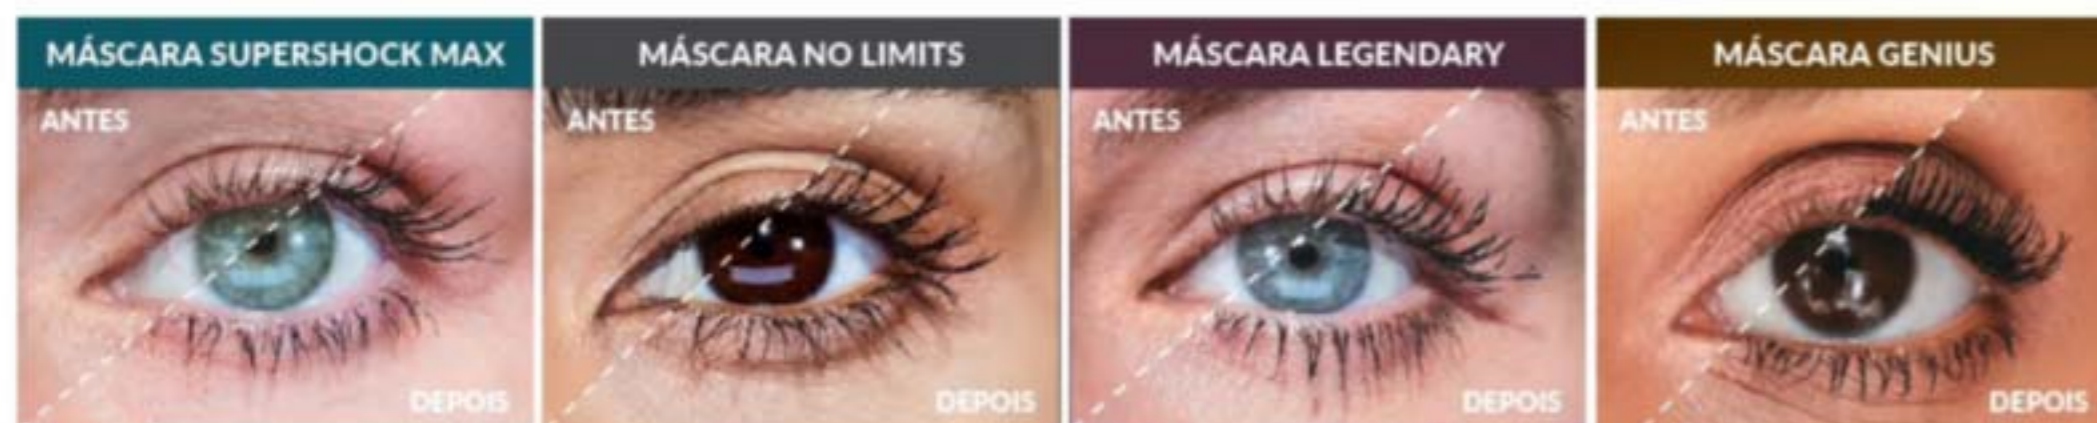 MÁSCARA SUPERSHOCK MAX
ANTES
DEPOIS
MÁSCARA NO LIMITS
ANTES
DEPOIS
MÁSCARA LEGENDARY
ANTES
DEPOIS
MÁSCARA GENIUS
ANTES
DEPOIS